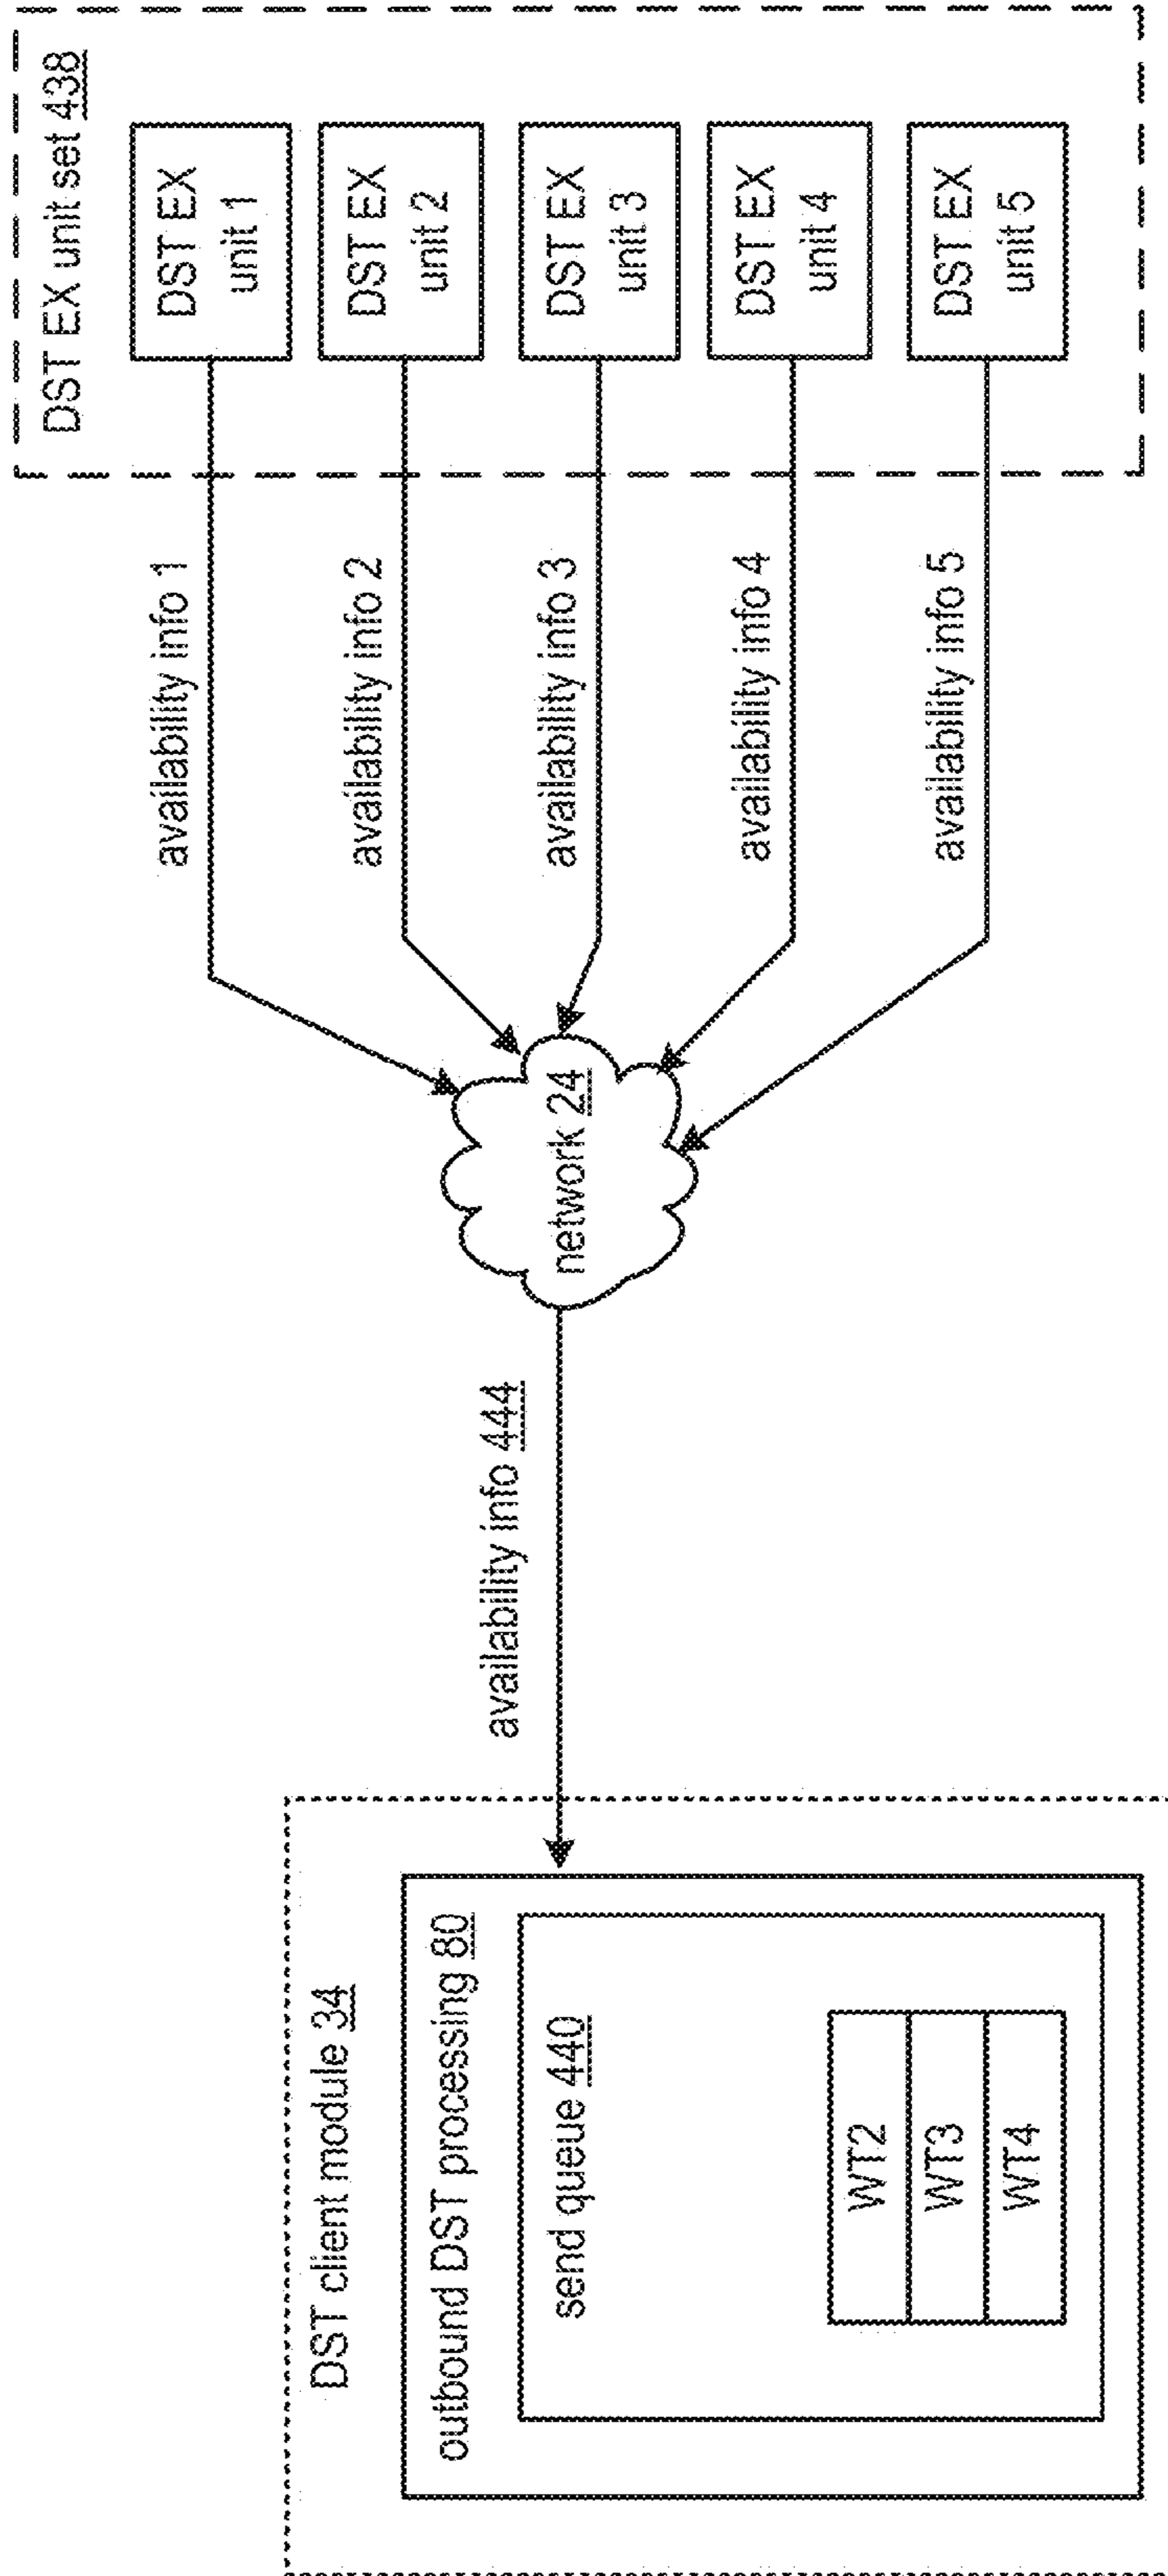 DST client module 34
outbound DST processing 80
send queue 440
WT2
WT3
WT4
availability info 444
network 24
availability info 1
availability info 2
availability info 3
availability info 4
availability info 5
DST EX unit set 438
DST EX
unit 1
DST EX
unit 2
DST EX
unit 3
DST EX
unit 4
DST EX
unit 5